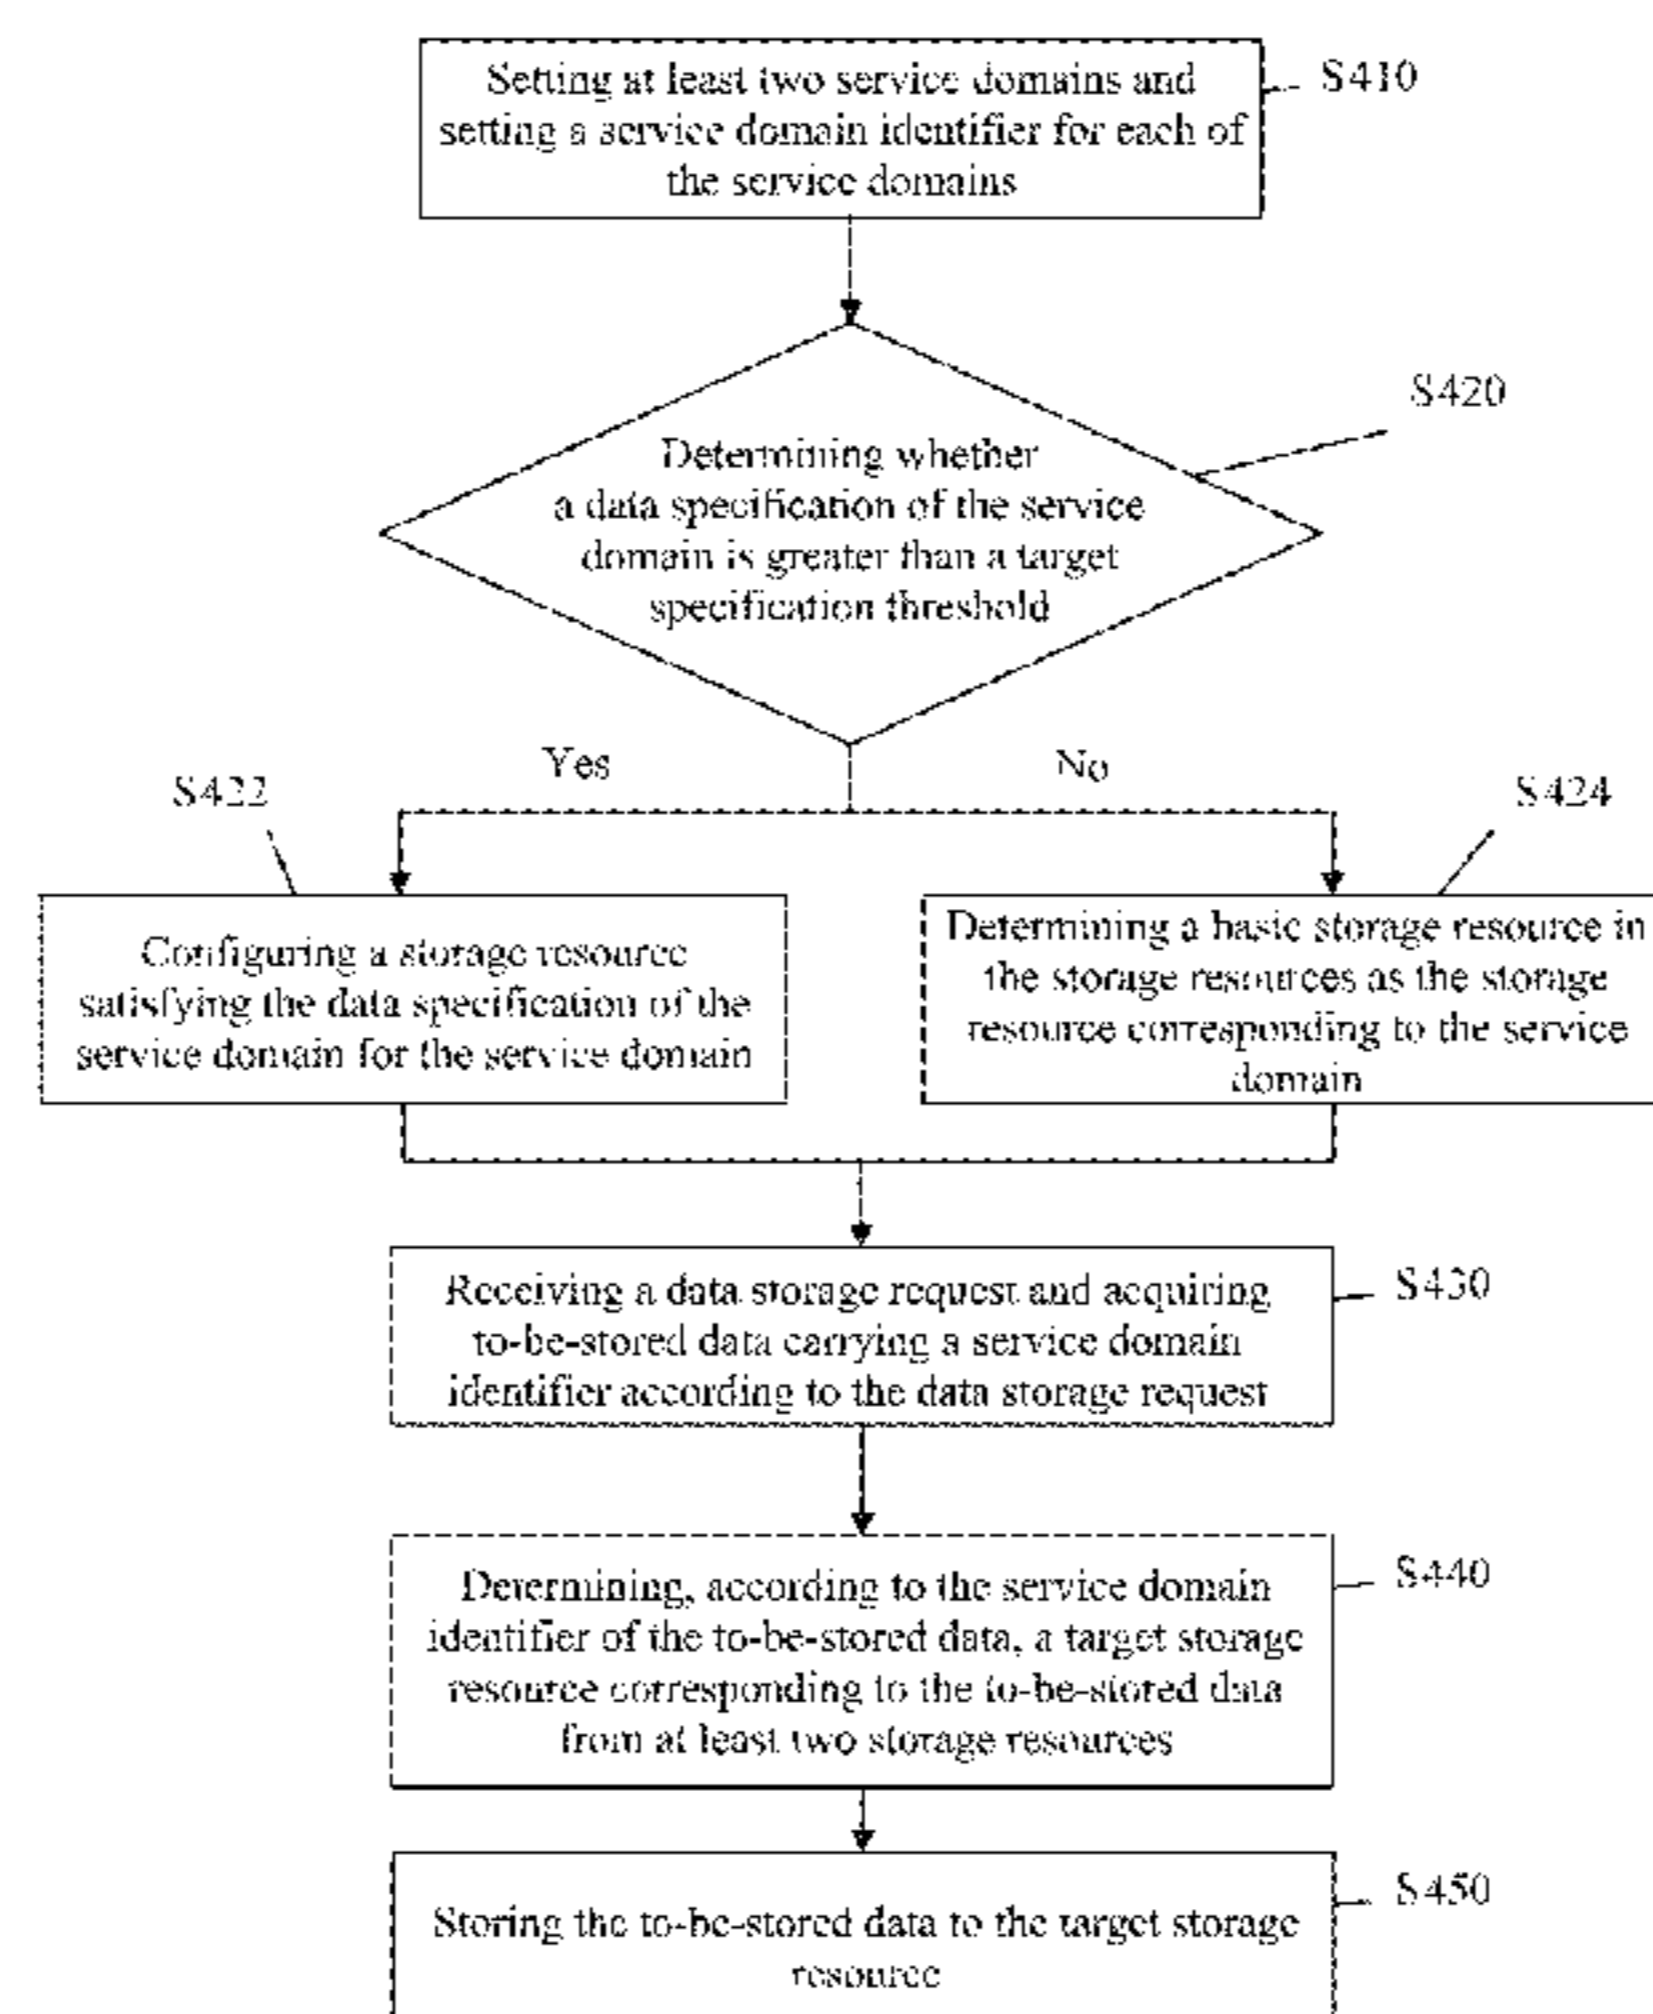 Setting at least two service domains and
setting a service domain identifier for each of
the service domains
S410
Determining whether
a data specification of the service
domain is greater than a target
specification threshold
S420
Yes
No
S422
S424
Configuring a storage resource
satisfying the data specification of the
service domain for the service domain
Determining a basic storage resource in
the storage resources as the storage
resource corresponding to the service
domain
Receiving a data storage request and acquiring
to-be-stored data carrying a service domain
identifier according to the data storage request
S430
Determining, according to the service domain
identifier of the to-be-stored data, a target storage
resource corresponding to the to-be-stored data
from at least two storage resources
S440
Storing the to-be-stored data to the target storage
resource
S450